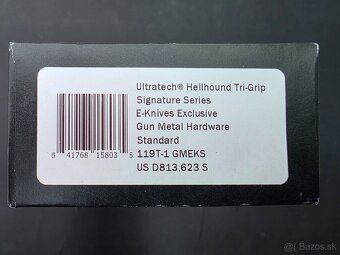 Ultratech® Hellhound Tri-Grip
Signature Series
E-Knives Exclusive
Gun Metal Hardware
Standard
119T-1 GMEKS
US D813,623 S
8 41768 15803 5
Bazos.sk